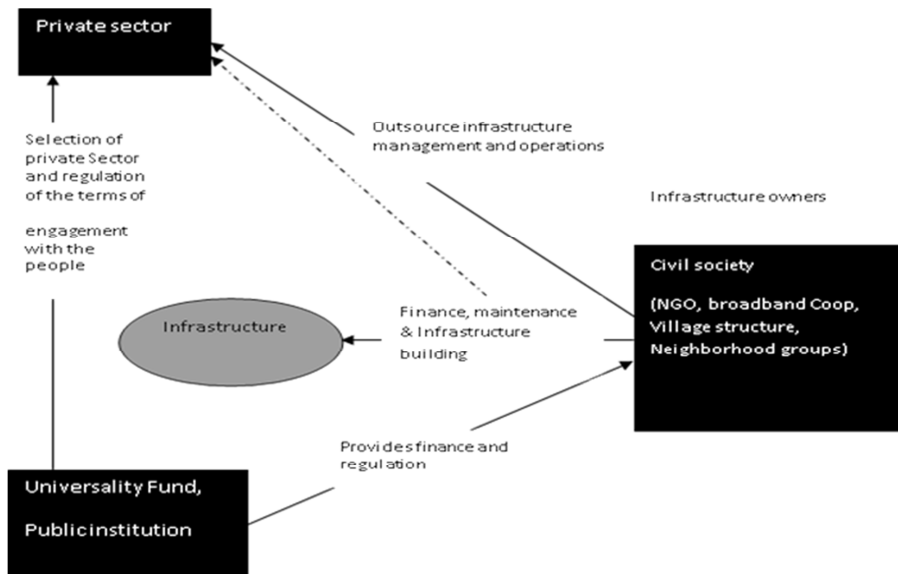 Private sector
Selection of
private Sector
and regulation
of the terms of
engagement
with the
people
Outsource infrastructure
management and operations
Infrastructure owners
Civil society
(NGO, broadband Coop,
Village structure,
Neighborhood groups)
Infrastructure
Finance, maintenance
& Infrastructure
building
Provides finance and
regulation
Universality Fund,
Public institution